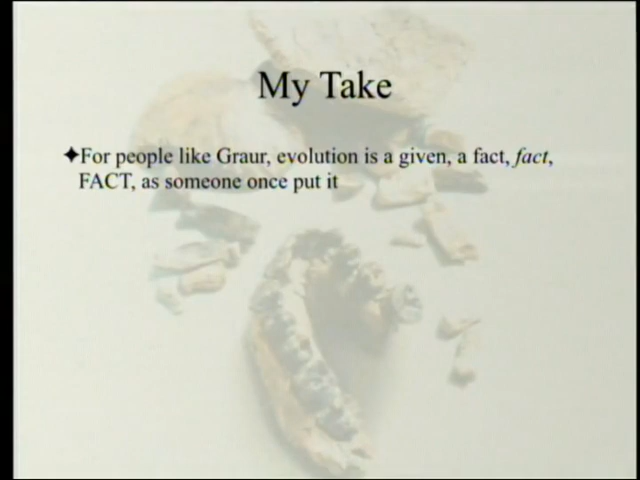 My Take
✦For people like Graur, evolution is a given, a fact, fact,
FACT, as someone once put it